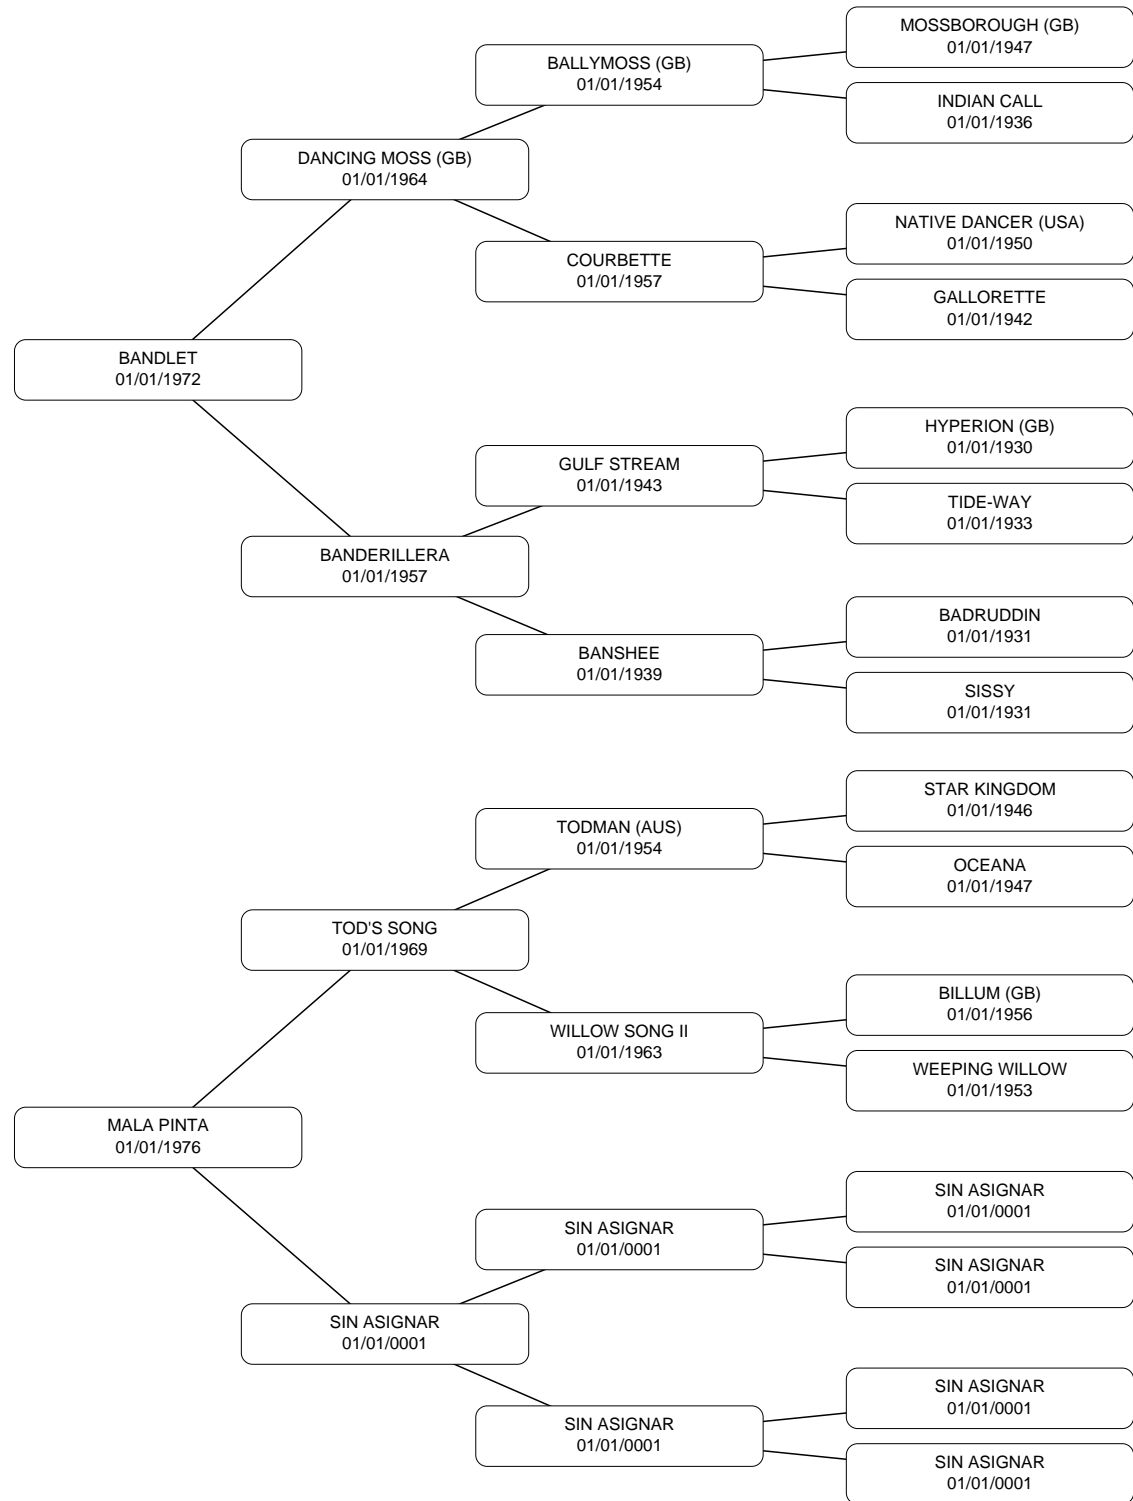 MOSSBOROUGH (GB)
01/01/1947
BALLYMOSS (GB)
01/01/1954
INDIAN CALL
01/01/1936
DANCING MOSS (GB)
01/01/1964
NATIVE DANCER (USA)
01/01/1950
COURBETTE
01/01/1957
GALLORETTE
01/01/1942
BANDLET
01/01/1972
HYPERION (GB)
01/01/1930
GULF STREAM
01/01/1943
TIDE-WAY
01/01/1933
BANDERILLERA
01/01/1957
BADRUDDIN
01/01/1931
BANSHEE
01/01/1939
SISSY
01/01/1931
STAR KINGDOM
01/01/1946
TODMAN (AUS)
01/01/1954
OCEANA
01/01/1947
TOD'S SONG
01/01/1969
BILLUM (GB)
01/01/1956
WILLOW SONG II
01/01/1963
WEEPING WILLOW
01/01/1953
MALA PINTA
01/01/1976
SIN ASIGNAR
01/01/0001
SIN ASIGNAR
01/01/0001
SIN ASIGNAR
01/01/0001
SIN ASIGNAR
01/01/0001
SIN ASIGNAR
01/01/0001
SIN ASIGNAR
01/01/0001
SIN ASIGNAR
01/01/0001